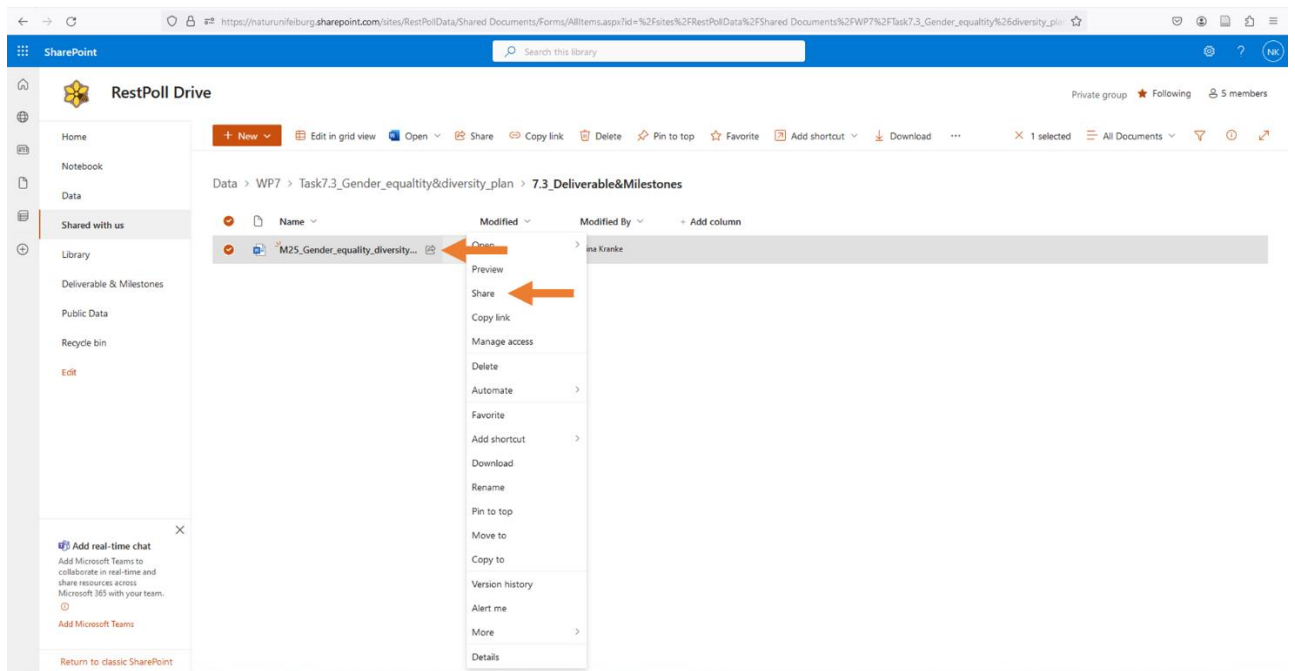 https://naturunifeiburg.sharepoint.com/sites/RestPollData/Shared Documents/Forms/AllItems.aspx?id=%2Fsites%2FRestPollData%2FShared Documents%2FWP7%2FTask7.3_Gender_equaltity%26diversity_pla
SharePoint
Search this library
?
NK
RestPoll Drive
Private group
Following
5 members
Home
Notebook
Data
Shared with us
Library
Deliverable & Milestones
Public Data
Recycle bin
Edit
+ New
Edit in grid view
Open
Share
Copy link
Delete
Pin to top
Favorite
Add shortcut
Download
...
1 selected
All Documents
Data > WP7 > Task7.3_Gender_equaltity&diversity_plan > 7.3_Deliverable&Milestones
Name
Modified
Modified By
+ Add column
M25_Gender_equality_diversity...
Kranke
Open
Preview
Share
Copy link
Manage access
Delete
Automate
Favorite
Add shortcut
Download
Rename
Pin to top
Move to
Copy to
Version history
Alert me
More
Details
Add real-time chat
Add Microsoft Teams to
collaborate in real-time and
share resources across
Microsoft 365 with your team.
Add Microsoft Teams
Return to classic SharePoint